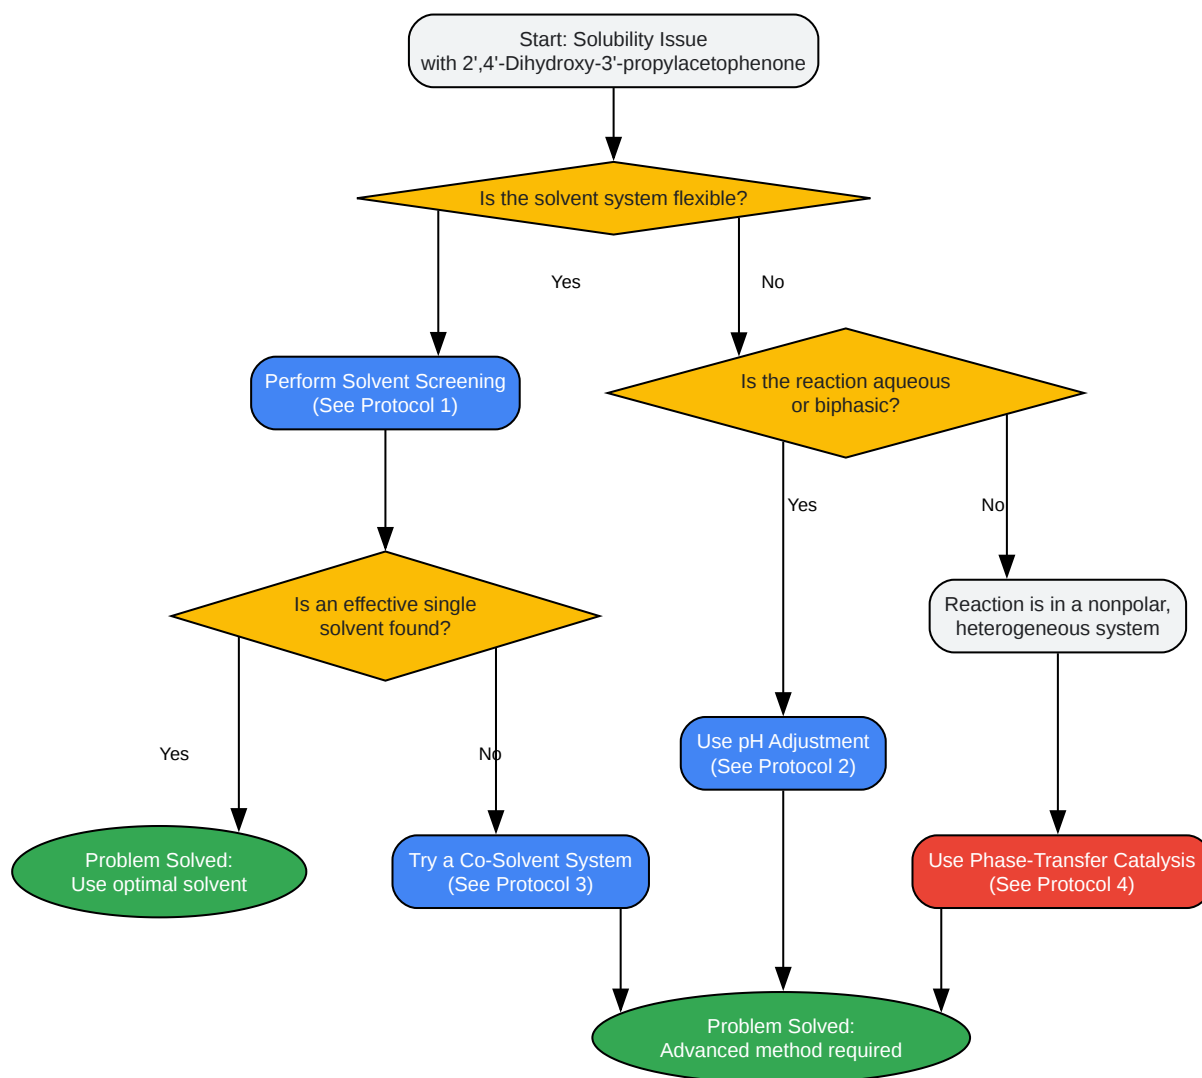 Start: Solubility Issue
with 2',4'-Dihydroxy-3'-propylacetophenone
Is the solvent system flexible?
Yes
No
Perform Solvent Screening
(See Protocol 1)
Is the reaction aqueous
or biphasic?
Yes
No
Is an effective single
solvent found?
Reaction is in a nonpolar,
heterogeneous system
Yes
No
Use pH Adjustment
(See Protocol 2)
Problem Solved:
Use optimal solvent
Try a Co-Solvent System
(See Protocol 3)
Use Phase-Transfer Catalysis
(See Protocol 4)
Problem Solved:
Advanced method required